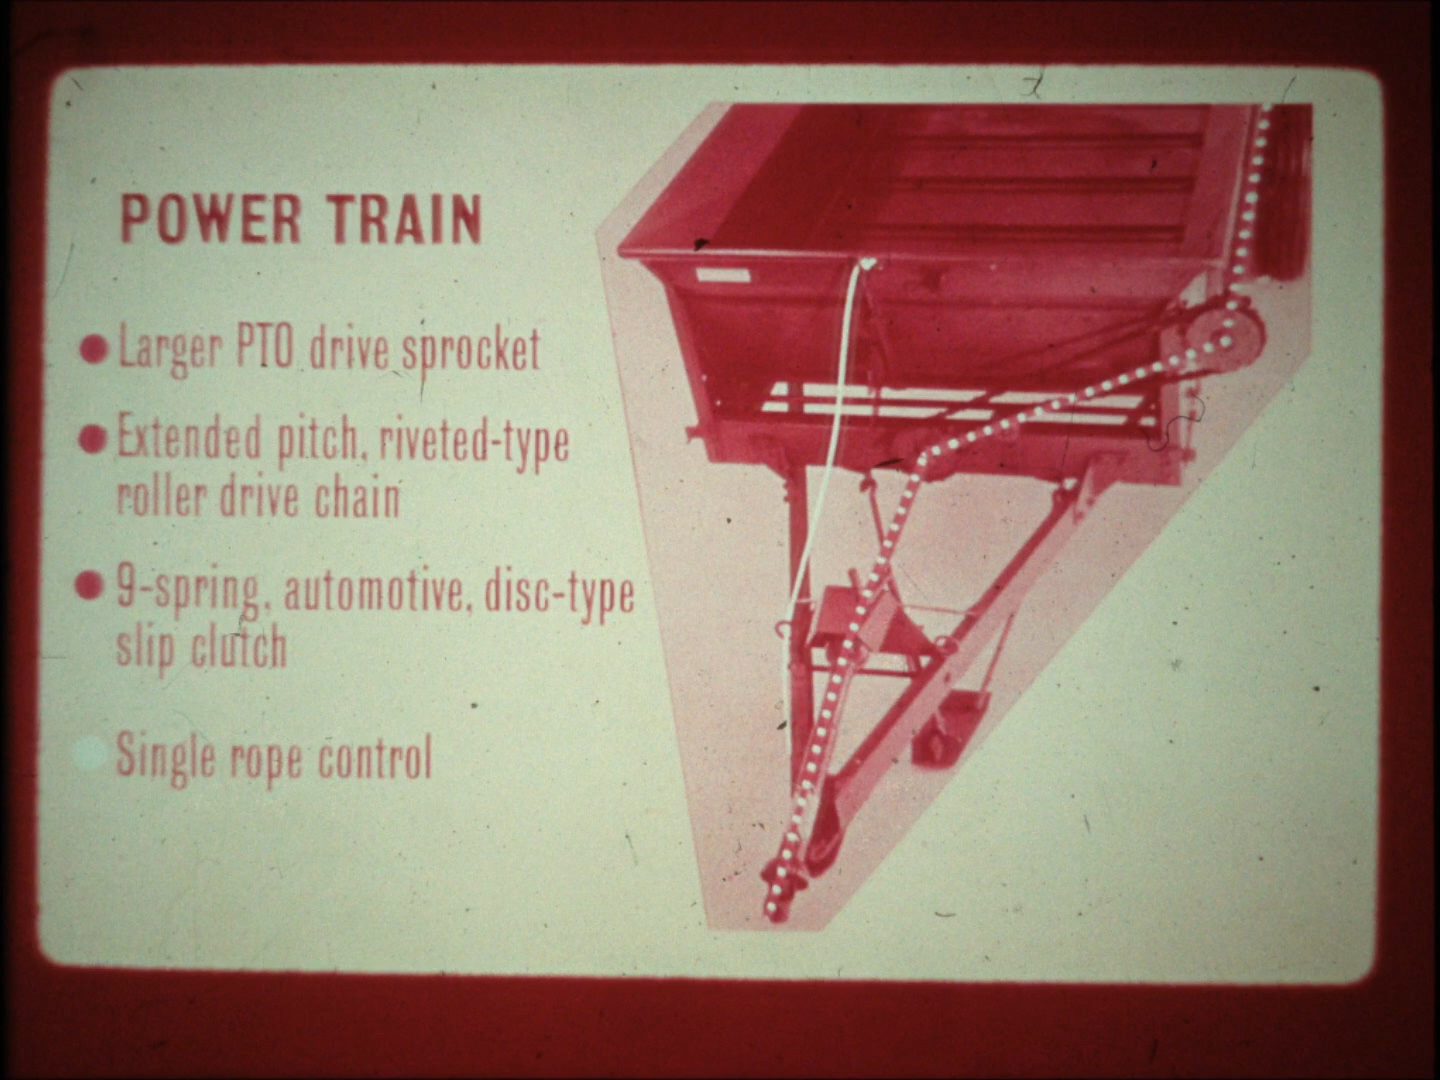 POWER TRAIN
Larger PTO drive sprocket
Extended pitch, riveted-type
roller drive chain
9-spring, automotive, disc-type
slip clutch
Single rope control